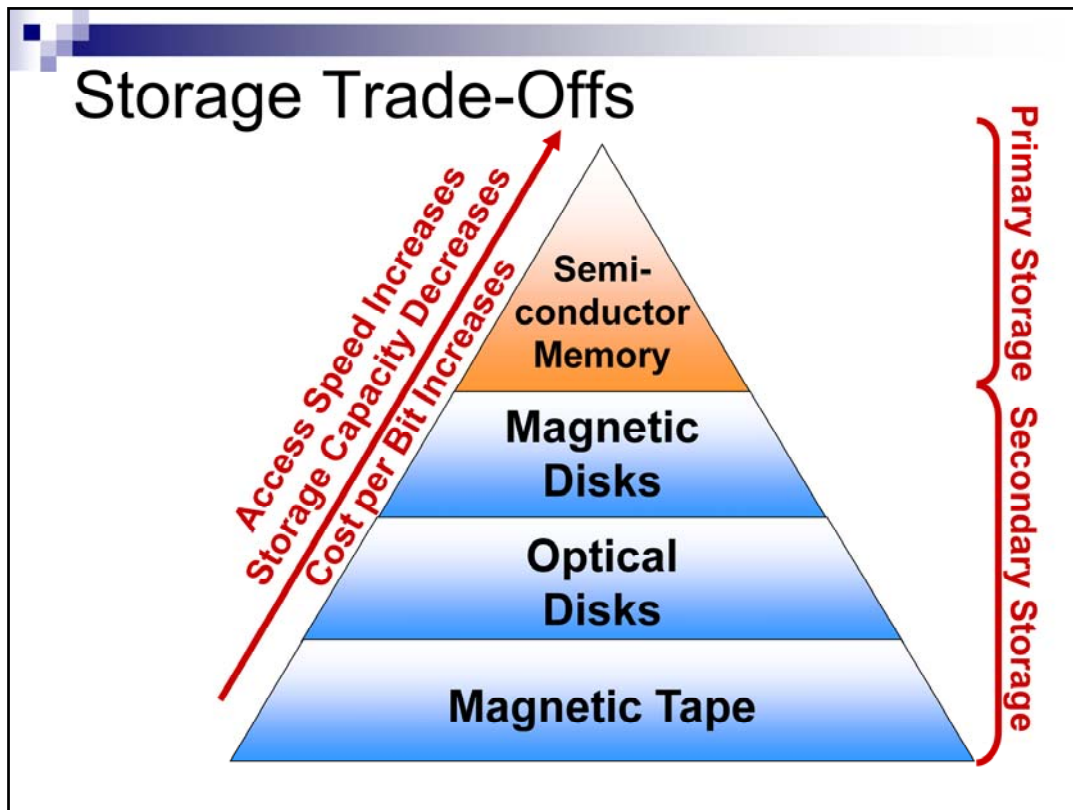 Storage Trade-Offs
Access Speed Increases
Storage Capacity Decreases
Cost per Bit Increases
Semi-
conductor
Memory
Magnetic
Disks
Optical
Disks
Magnetic Tape
Primary Storage
Secondary Storage